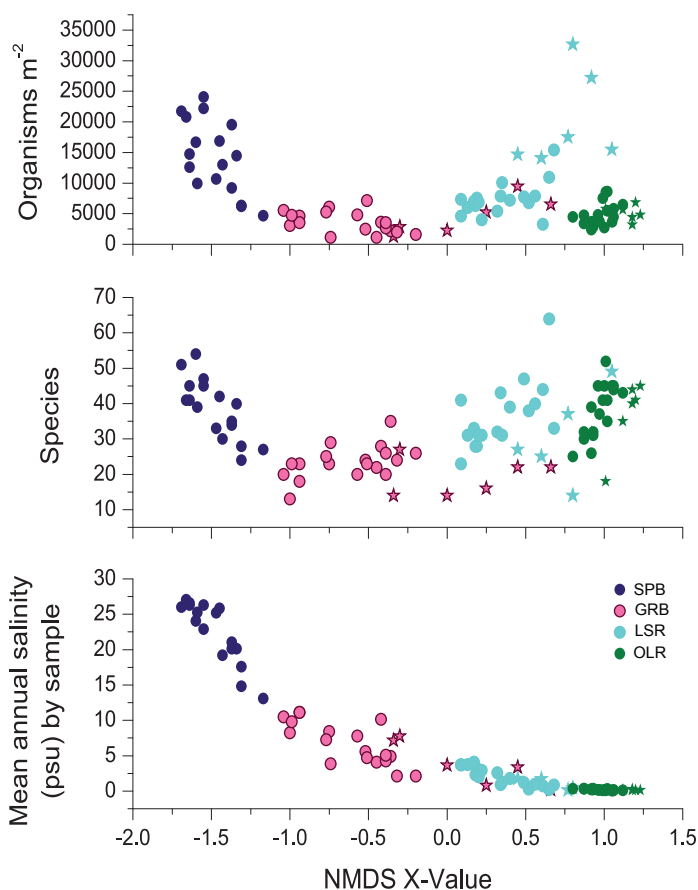 Organisms m⁻²
35000
30000
25000
20000
15000
10000
5000
0
Species
70
60
50
40
30
20
10
Mean annual salinity
(psu) by sample
30
25
20
15
10
5
0
SPB
GRB
LSR
OLR
-2.0 -1.5 -1.0 -0.5 0.0 0.5 1.0 1.5
NMDS X-Value